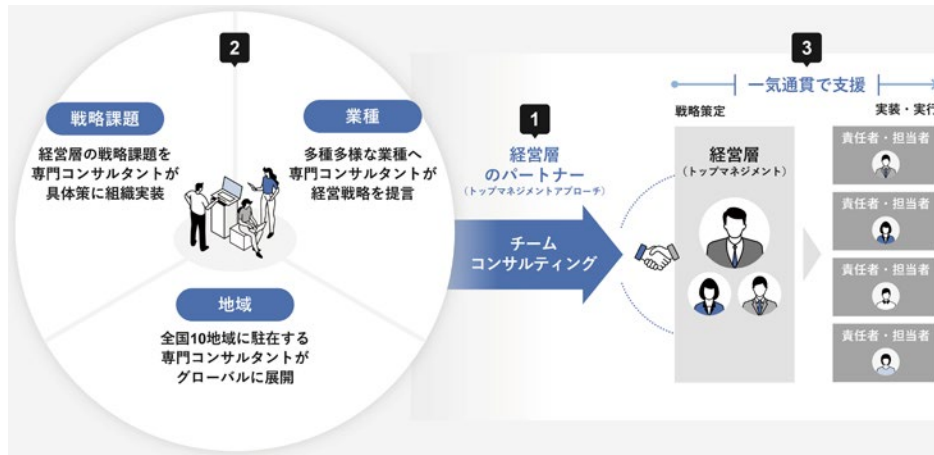 2
戦略課題
経営層の戦略課題を
専門コンサルタントが
具体策に組織実装
業種
多種多様な業種へ
専門コンサルタントが
経営戦略を提言
地域
全国10地域に駐在する
専門コンサルタントが
グローバルに展開
1
経営層
のパートナー
（トップマネジメントアプローチ）
チーム
コンサルティング
3
一気通貫で支援
戦略策定
実装・実行
経営層
（トップマネジメント）
責任者・担当者
責任者・担当者
責任者・担当者
責任者・担当者